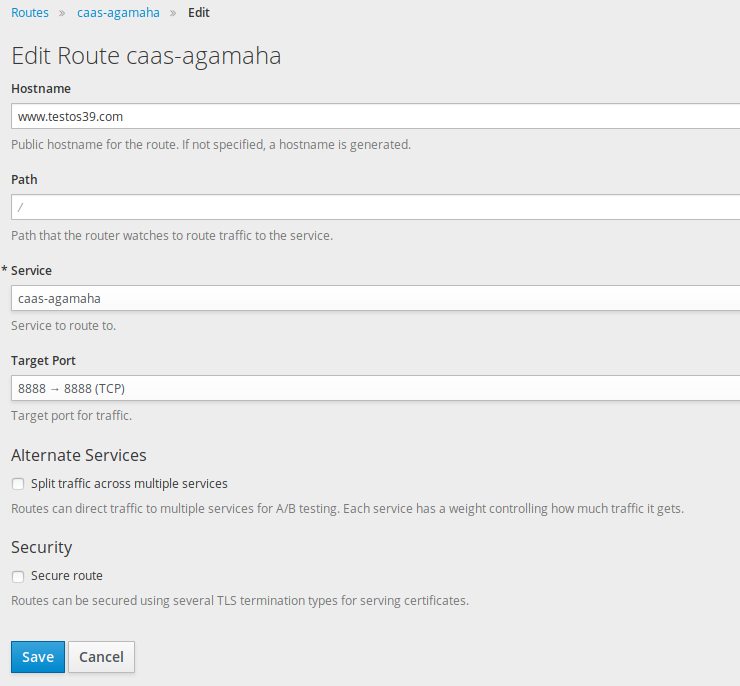 Routes » caas-agamaha » Edit
Edit Route caas-agamaha
Hostname
www.testos39.com
Public hostname for the route. If not specified, a hostname is generated.
Path
/
Path that the router watches to route traffic to the service.
* Service
caas-agamaha
Service to route to.
Target Port
8888 → 8888 (TCP)
Target port for traffic.
Alternate Services
Split traffic across multiple services
Routes can direct traffic to multiple services for A/B testing. Each service has a weight controlling how much traffic it gets.
Security
Secure route
Routes can be secured using several TLS termination types for serving certificates.
Save Cancel